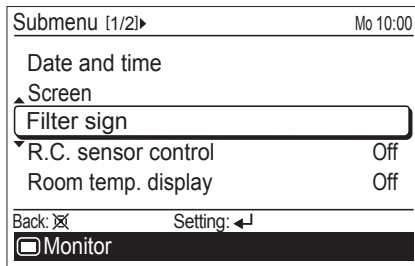 Submenu [1/2]▸ Mo 10:00
Date and time
Screen
Filter sign
R.C. sensor control Off
Room temp. display Off
Back: Setting:
Monitor